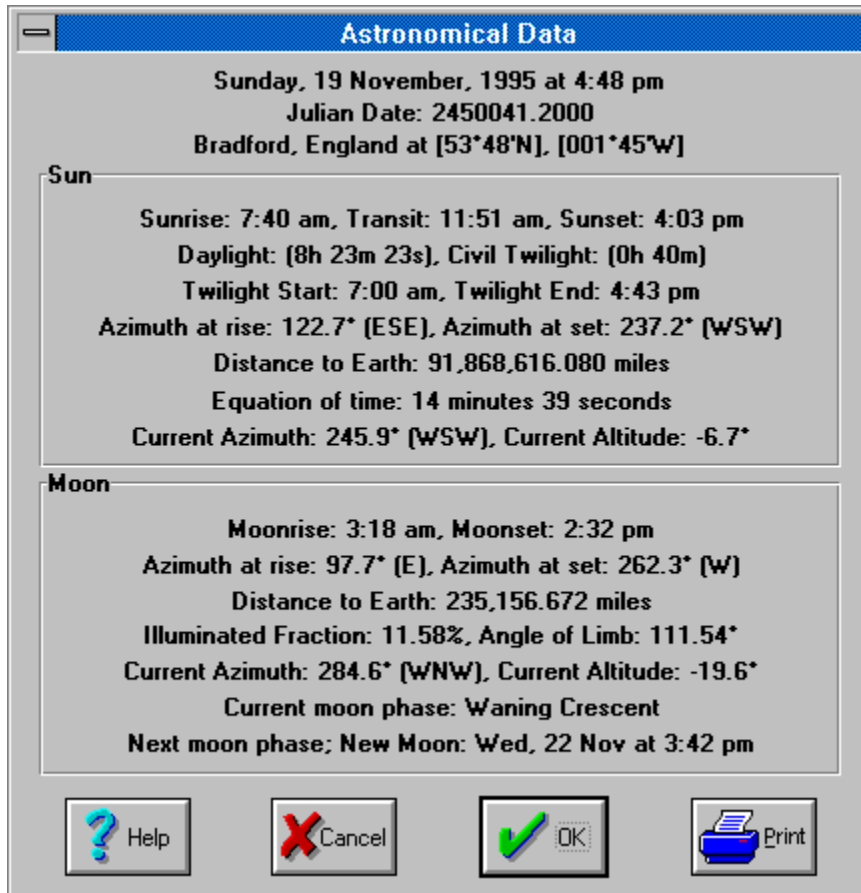 Astronomical Data
Sunday, 19 November, 1995 at 4:48 pm
Julian Date: 2450041.2000
Bradford, England at [53°48'N], [001°45'W]
Sun
Sunrise: 7:40 am, Transit: 11:51 am, Sunset: 4:03 pm
Daylight: (8h 23m 23s), Civil Twilight: (0h 40m)
Twilight Start: 7:00 am, Twilight End: 4:43 pm
Azimuth at rise: 122.7° (ESE), Azimuth at set: 237.2° (WSW)
Distance to Earth: 91,868,616.080 miles
Equation of time: 14 minutes 39 seconds
Current Azimuth: 245.9° (WSW), Current Altitude: -6.7°
Moon
Moonrise: 3:18 am, Moonset: 2:32 pm
Azimuth at rise: 97.7° (E), Azimuth at set: 262.3° (W)
Distance to Earth: 235,156.672 miles
Illuminated Fraction: 11.58%, Angle of Limb: 111.54°
Current Azimuth: 284.6° (WNW), Current Altitude: -19.6°
Current moon phase: Waning Crescent
Next moon phase; New Moon: Wed, 22 Nov at 3:42 pm
Help Cancel OK Print